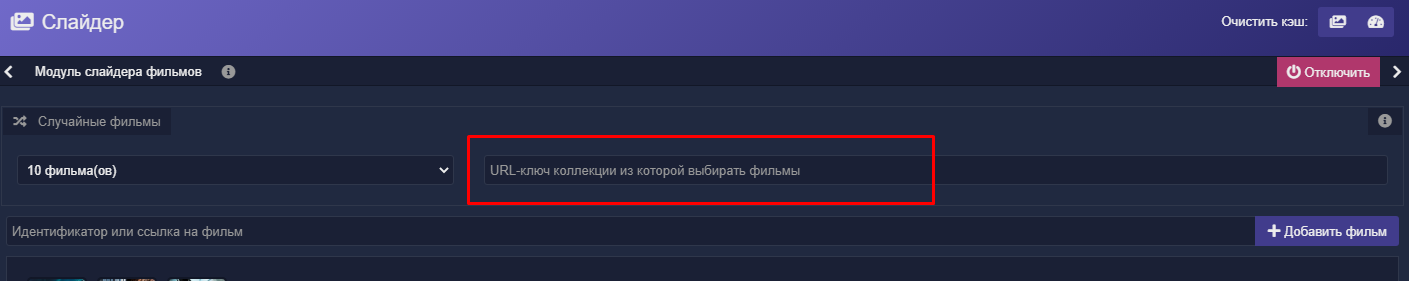 Слайдер
Очистить кэш:
Модуль слайдера фильмов
Отключить
Случайные фильмы
10 фильма(ов)
URL-ключ коллекции из которой выбирать фильмы
Идентификатор или ссылка на фильм
Добавить фильм